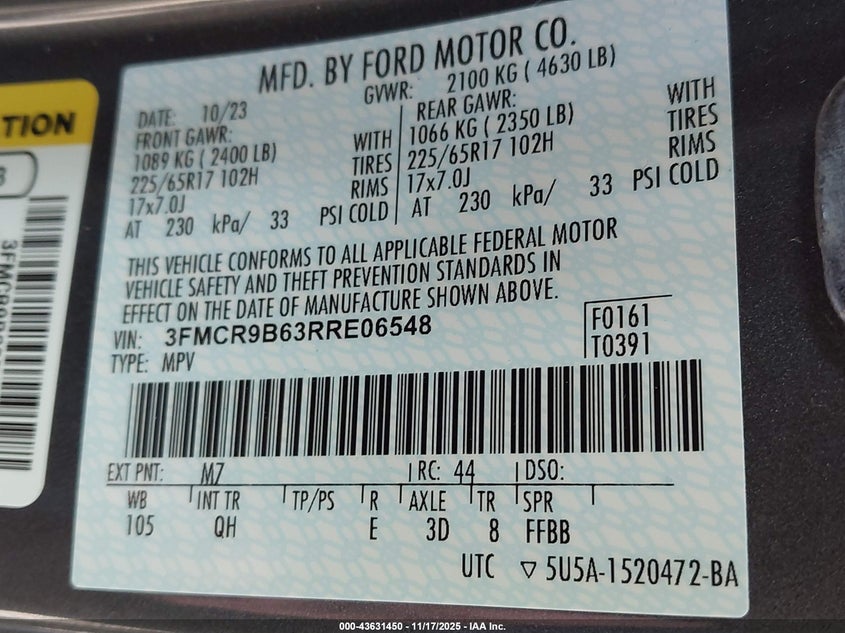 MFD. BY FORD MOTOR CO.
DATE: 10/23
GVWR: 2100 KG ( 4630 LB)
FRONT GAWR:
1089 KG ( 2400 LB)
225/65R17 102H
17x7.0J
WITH
TIRES
RIMS
AT 230 kPa/ 33 PSI COLD
REAR GAWR:
1066 KG ( 2350 LB)
225/65R17 102H
17x7.0J
WITH
TIRES
RIMS
AT 230 kPa/ 33 PSI COLD
THIS VEHICLE CONFORMS TO ALL APPLICABLE FEDERAL MOTOR
VEHICLE SAFETY AND THEFT PREVENTION STANDARDS IN
EFFECT ON THE DATE OF MANUFACTURE SHOWN ABOVE.
VIN: 3FMCR9B63RRE06548
TYPE: MPV
F0161
T0391
EXT PNT: M7 RC: 44 DSO:
WB INT TR TP/PS R AXLE TR SPR
105 QH E 3D 8 FFBB
UTC ▽ 5U5A-1520472-BA
000-43631450 — 11/17/2025 - IAA Inc.